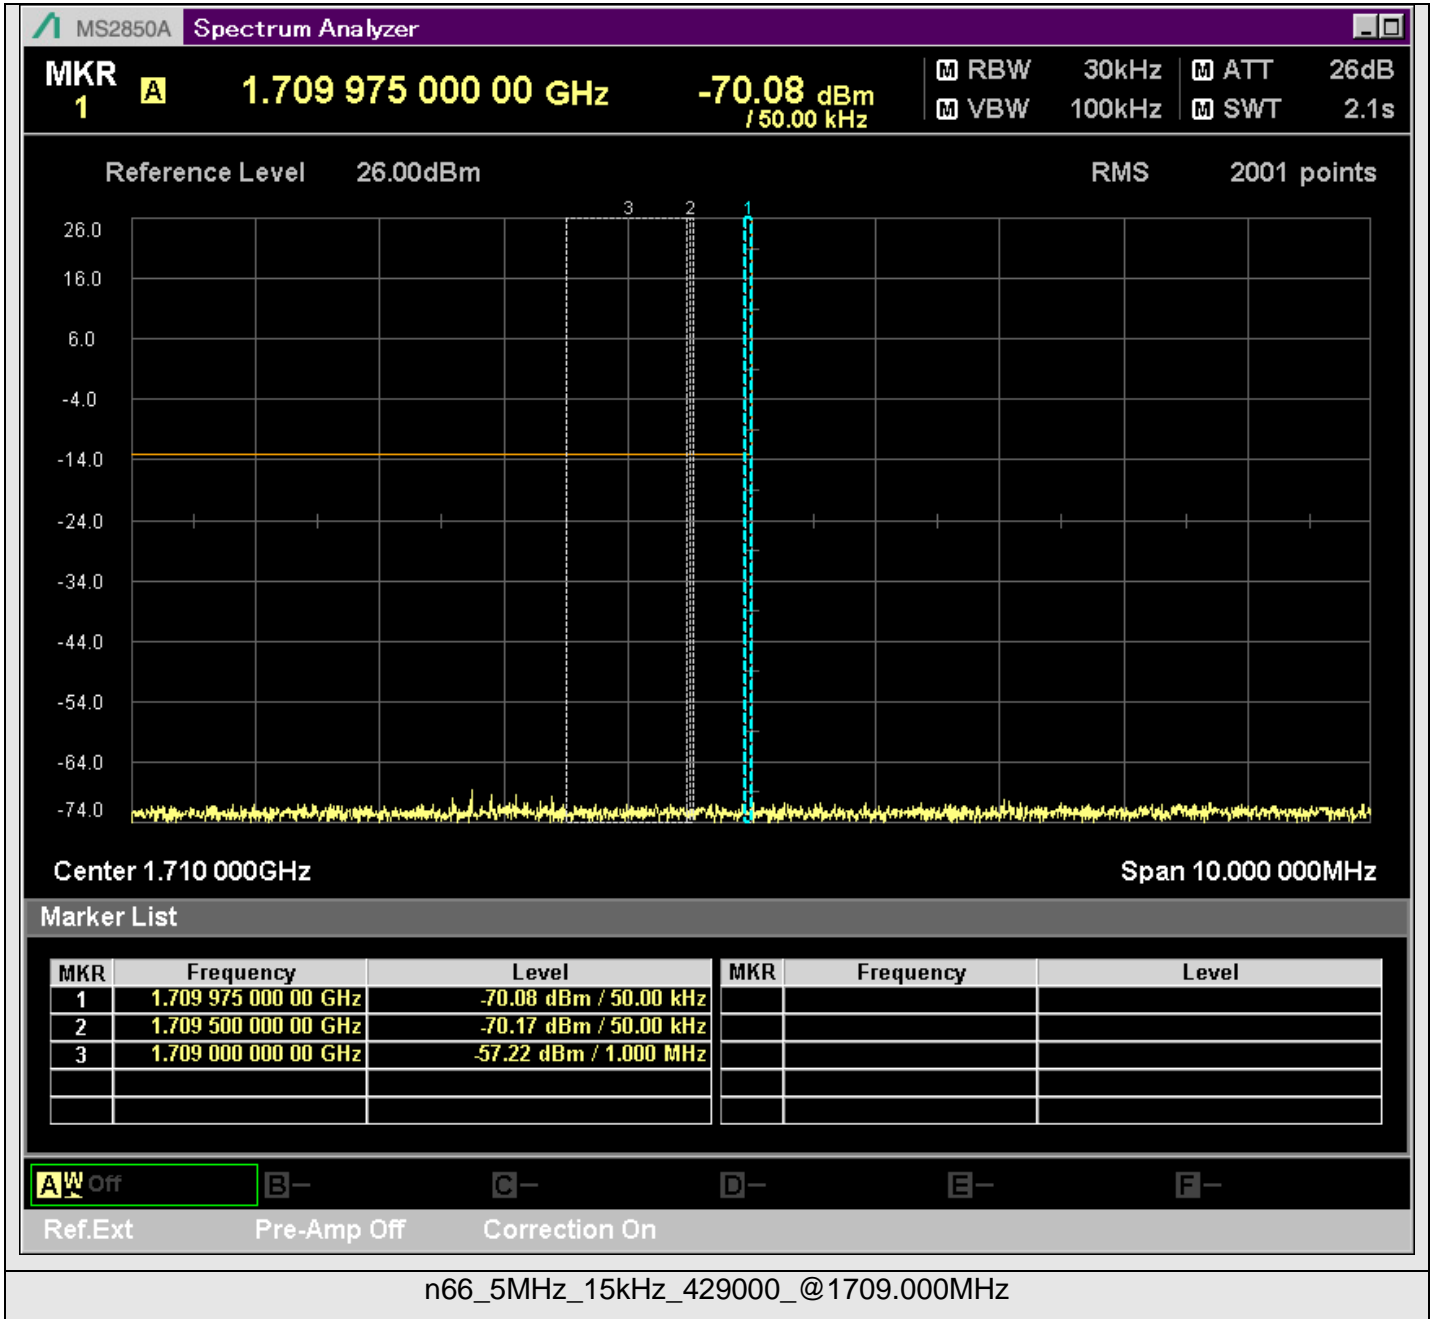 MS2850A Spectrum Analyzer
MKR 1 A 1.709 975 000 00 GHz -70.08 dBm / 50.00 kHz
M RBW 30kHz M ATT 26dB
M VBW 100kHz M SWT 2.1s
Reference Level 26.00dBm RMS 2001 points
3 2 1
26.0
16.0
6.0
-4.0
-14.0
-24.0
-34.0
-44.0
-54.0
-64.0
-74.0
Center 1.710 000GHz Span 10.000 000MHz
Marker List
MKR Frequency Level MKR Frequency Level
1 1.709 975 000 00 GHz -70.08 dBm / 50.00 kHz
2 1.709 500 000 00 GHz -70.17 dBm / 50.00 kHz
3 1.709 000 000 00 GHz -57.22 dBm / 1.000 MHz
A W Off B – C – D – E – F –
Ref.Ext Pre-Amp Off Correction On
n66_5MHz_15kHz_429000_@1709.000MHz